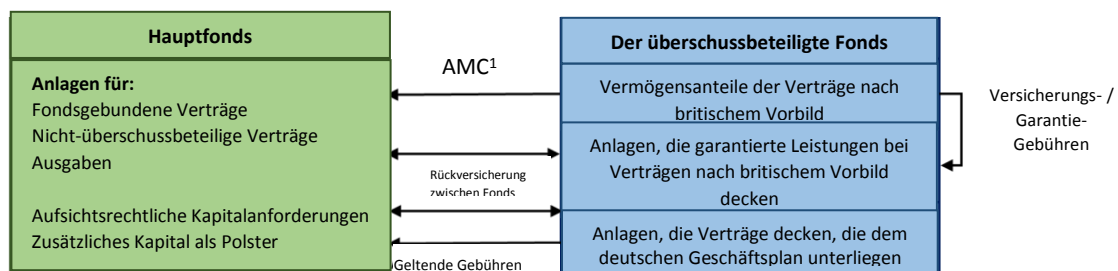 Hauptfonds
Anlagen für:
Fondsgebundene Verträge
Nicht-überschussbeteilige Verträge
Ausgaben
Aufsichtsrechtliche Kapitalanforderungen
Zusätzliches Kapital als Polster
AMC¹
Rückversicherung
zwischen Fonds
Geltende Gebühren
Der überschussbeteiligte Fonds
Vermögensanteile der Verträge nach
britischem Vorbild
Anlagen, die garantierte Leistungen bei
Verträgen nach britischem Vorbild
decken
Anlagen, die Verträge decken, die dem
deutschen Geschäftsplan unterliegen
Versicherungs- /
Garantie-
Gebühren